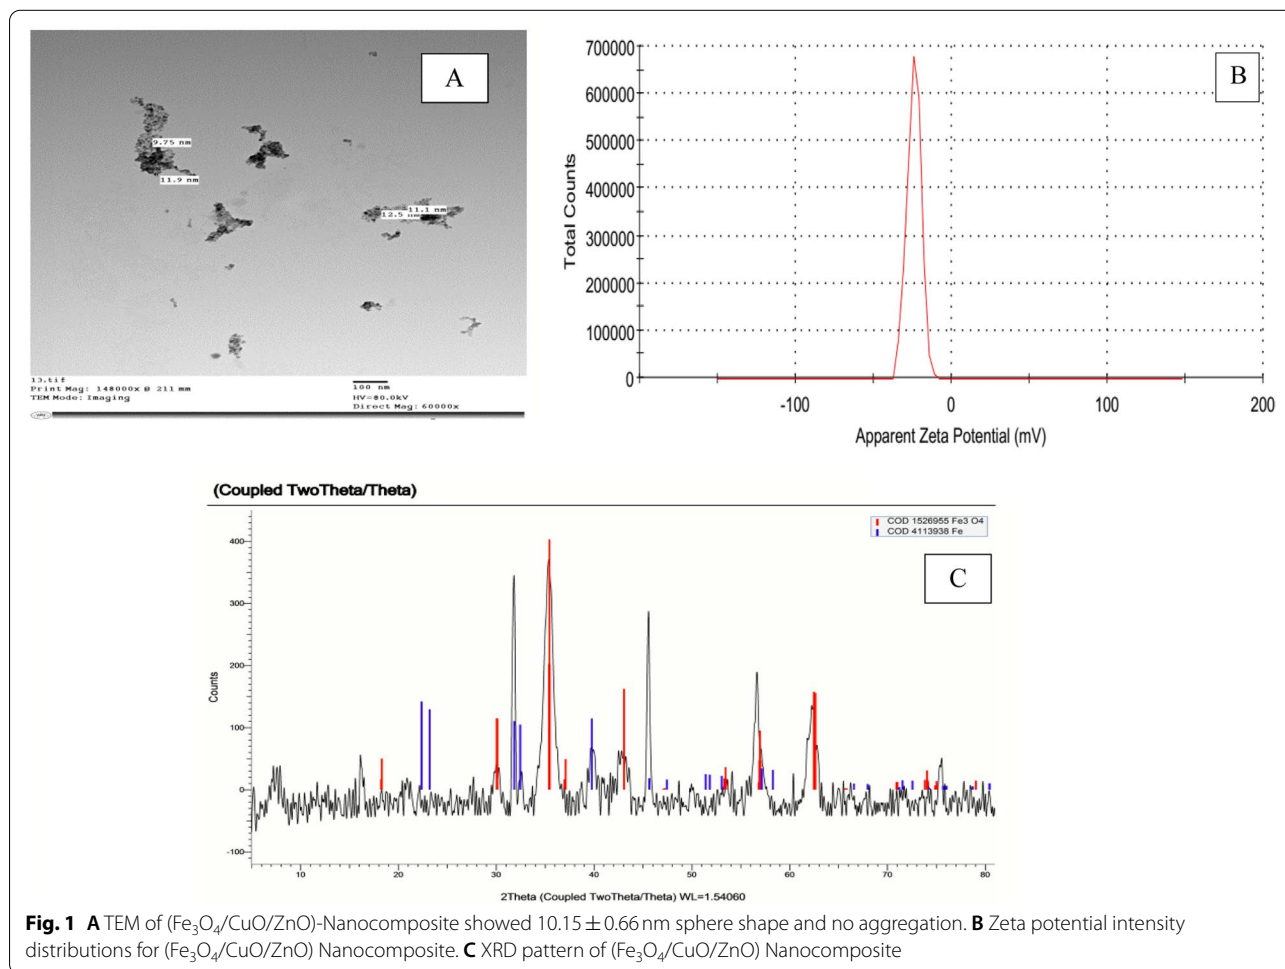 A
9.75 nm
11.9 nm
11.1 nm
12.5
13.tif
Print Mag: 148000x @ 211 mm
TEM Mode: Imaging
100 nm
HV=80.0kV
Direct Mag: 60000x
B
700000
600000
500000
400000
300000
200000
100000
0
Total Counts
-100 0 100 200
Apparent Zeta Potential (mV)
(Coupled TwoTheta/Theta)
COD 1526955 Fe3 O4
COD 4113938 Fe
C
400
300
200
100
0
-100
Counts
10 20 30 40 50 60 70 80
2Theta (Coupled TwoTheta/Theta) WL=1.54060
Fig. 1 A TEM of (Fe₃O₄/CuO/ZnO)-Nanocomposite showed 10.15 ± 0.66 nm sphere shape and no aggregation. B Zeta potential intensity
distributions for (Fe₃O₄/CuO/ZnO) Nanocomposite. C XRD pattern of (Fe₃O₄/CuO/ZnO) Nanocomposite